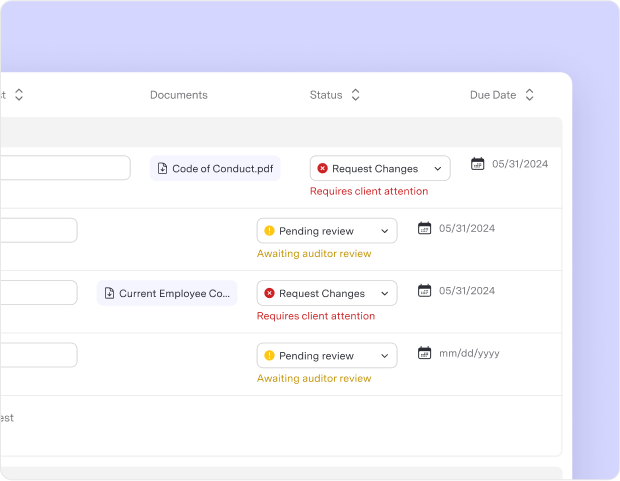 Documents Status Due Date
Code of Conduct.pdf Request Changes 05/31/2024
Requires client attention
Pending review 05/31/2024
Awaiting auditor review
Current Employee Co... Request Changes 05/31/2024
Requires client attention
Pending review mm/dd/yyyy
Awaiting auditor review